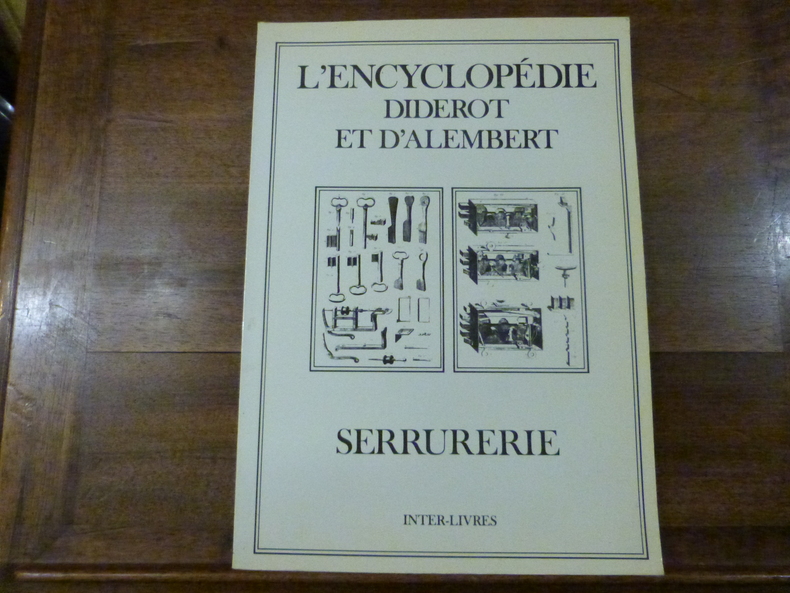 L'ENCYCLOPÉDIE
DIDEROT
ET D'ALEMBERT
SERRURERIE
INTER-LIVRES